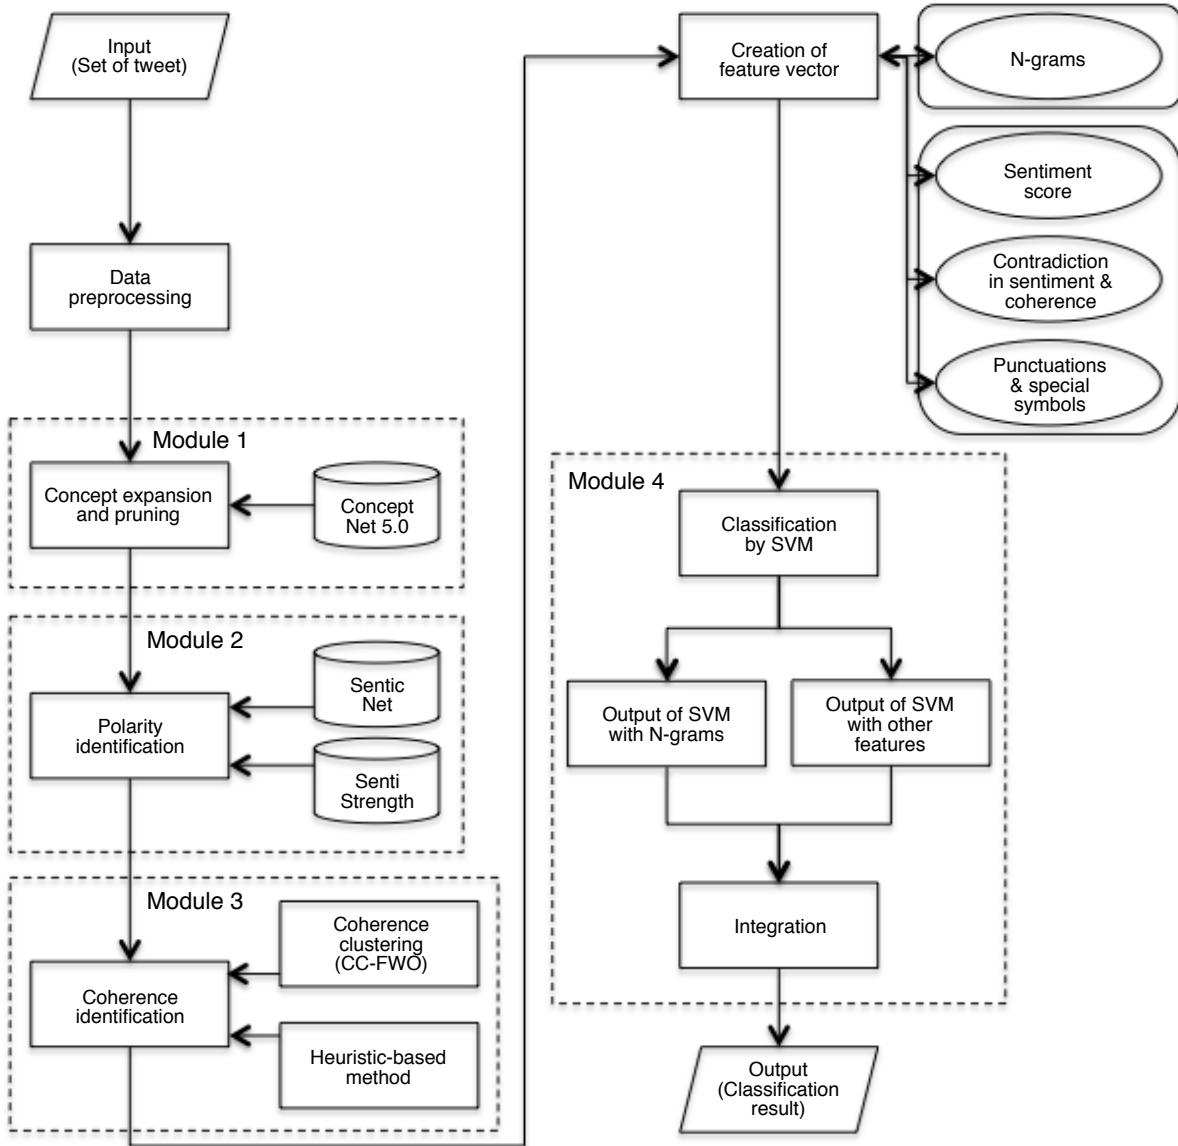 Input
(Set of tweet)
Data
preprocessing
Module 1
Concept expansion
and pruning
Concept
Net 5.0
Module 2
Polarity
identification
Sentic
Net
Senti
Strength
Module 3
Coherence
identification
Coherence
clustering
(CC-FWO)
Heuristic-based
method
Creation of
feature vector
N-grams
Sentiment
score
Contradiction
in sentiment &
coherence
Punctuations
& special
symbols
Module 4
Classification
by SVM
Output of SVM
with N-grams
Output of SVM
with other
features
Integration
Output
(Classification
result)